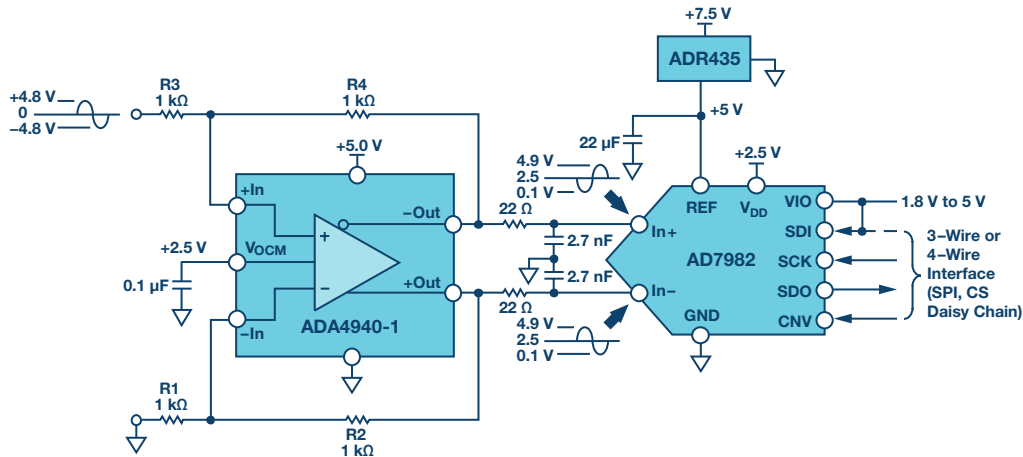 +7.5 V
ADR435
+5 V
22 µF
+4.8 V
0
−4.8 V
R3
1 kΩ
R4
1 kΩ
+5.0 V
+In
−Out
+2.5 V
VOCM
0.1 µF
+Out
−In
ADA4940-1
R1
1 kΩ
R2
1 kΩ
22 Ω
2.7 nF
2.7 nF
22 Ω
4.9 V
2.5
0.1 V
4.9 V
2.5
0.1 V
+2.5 V
REF
VDD
VIO
In+
SDI
AD7982
SCK
In−
SDO
GND
CNV
1.8 V to 5 V
3–Wire or
4–Wire
Interface
(SPI, CS
Daisy Chain)